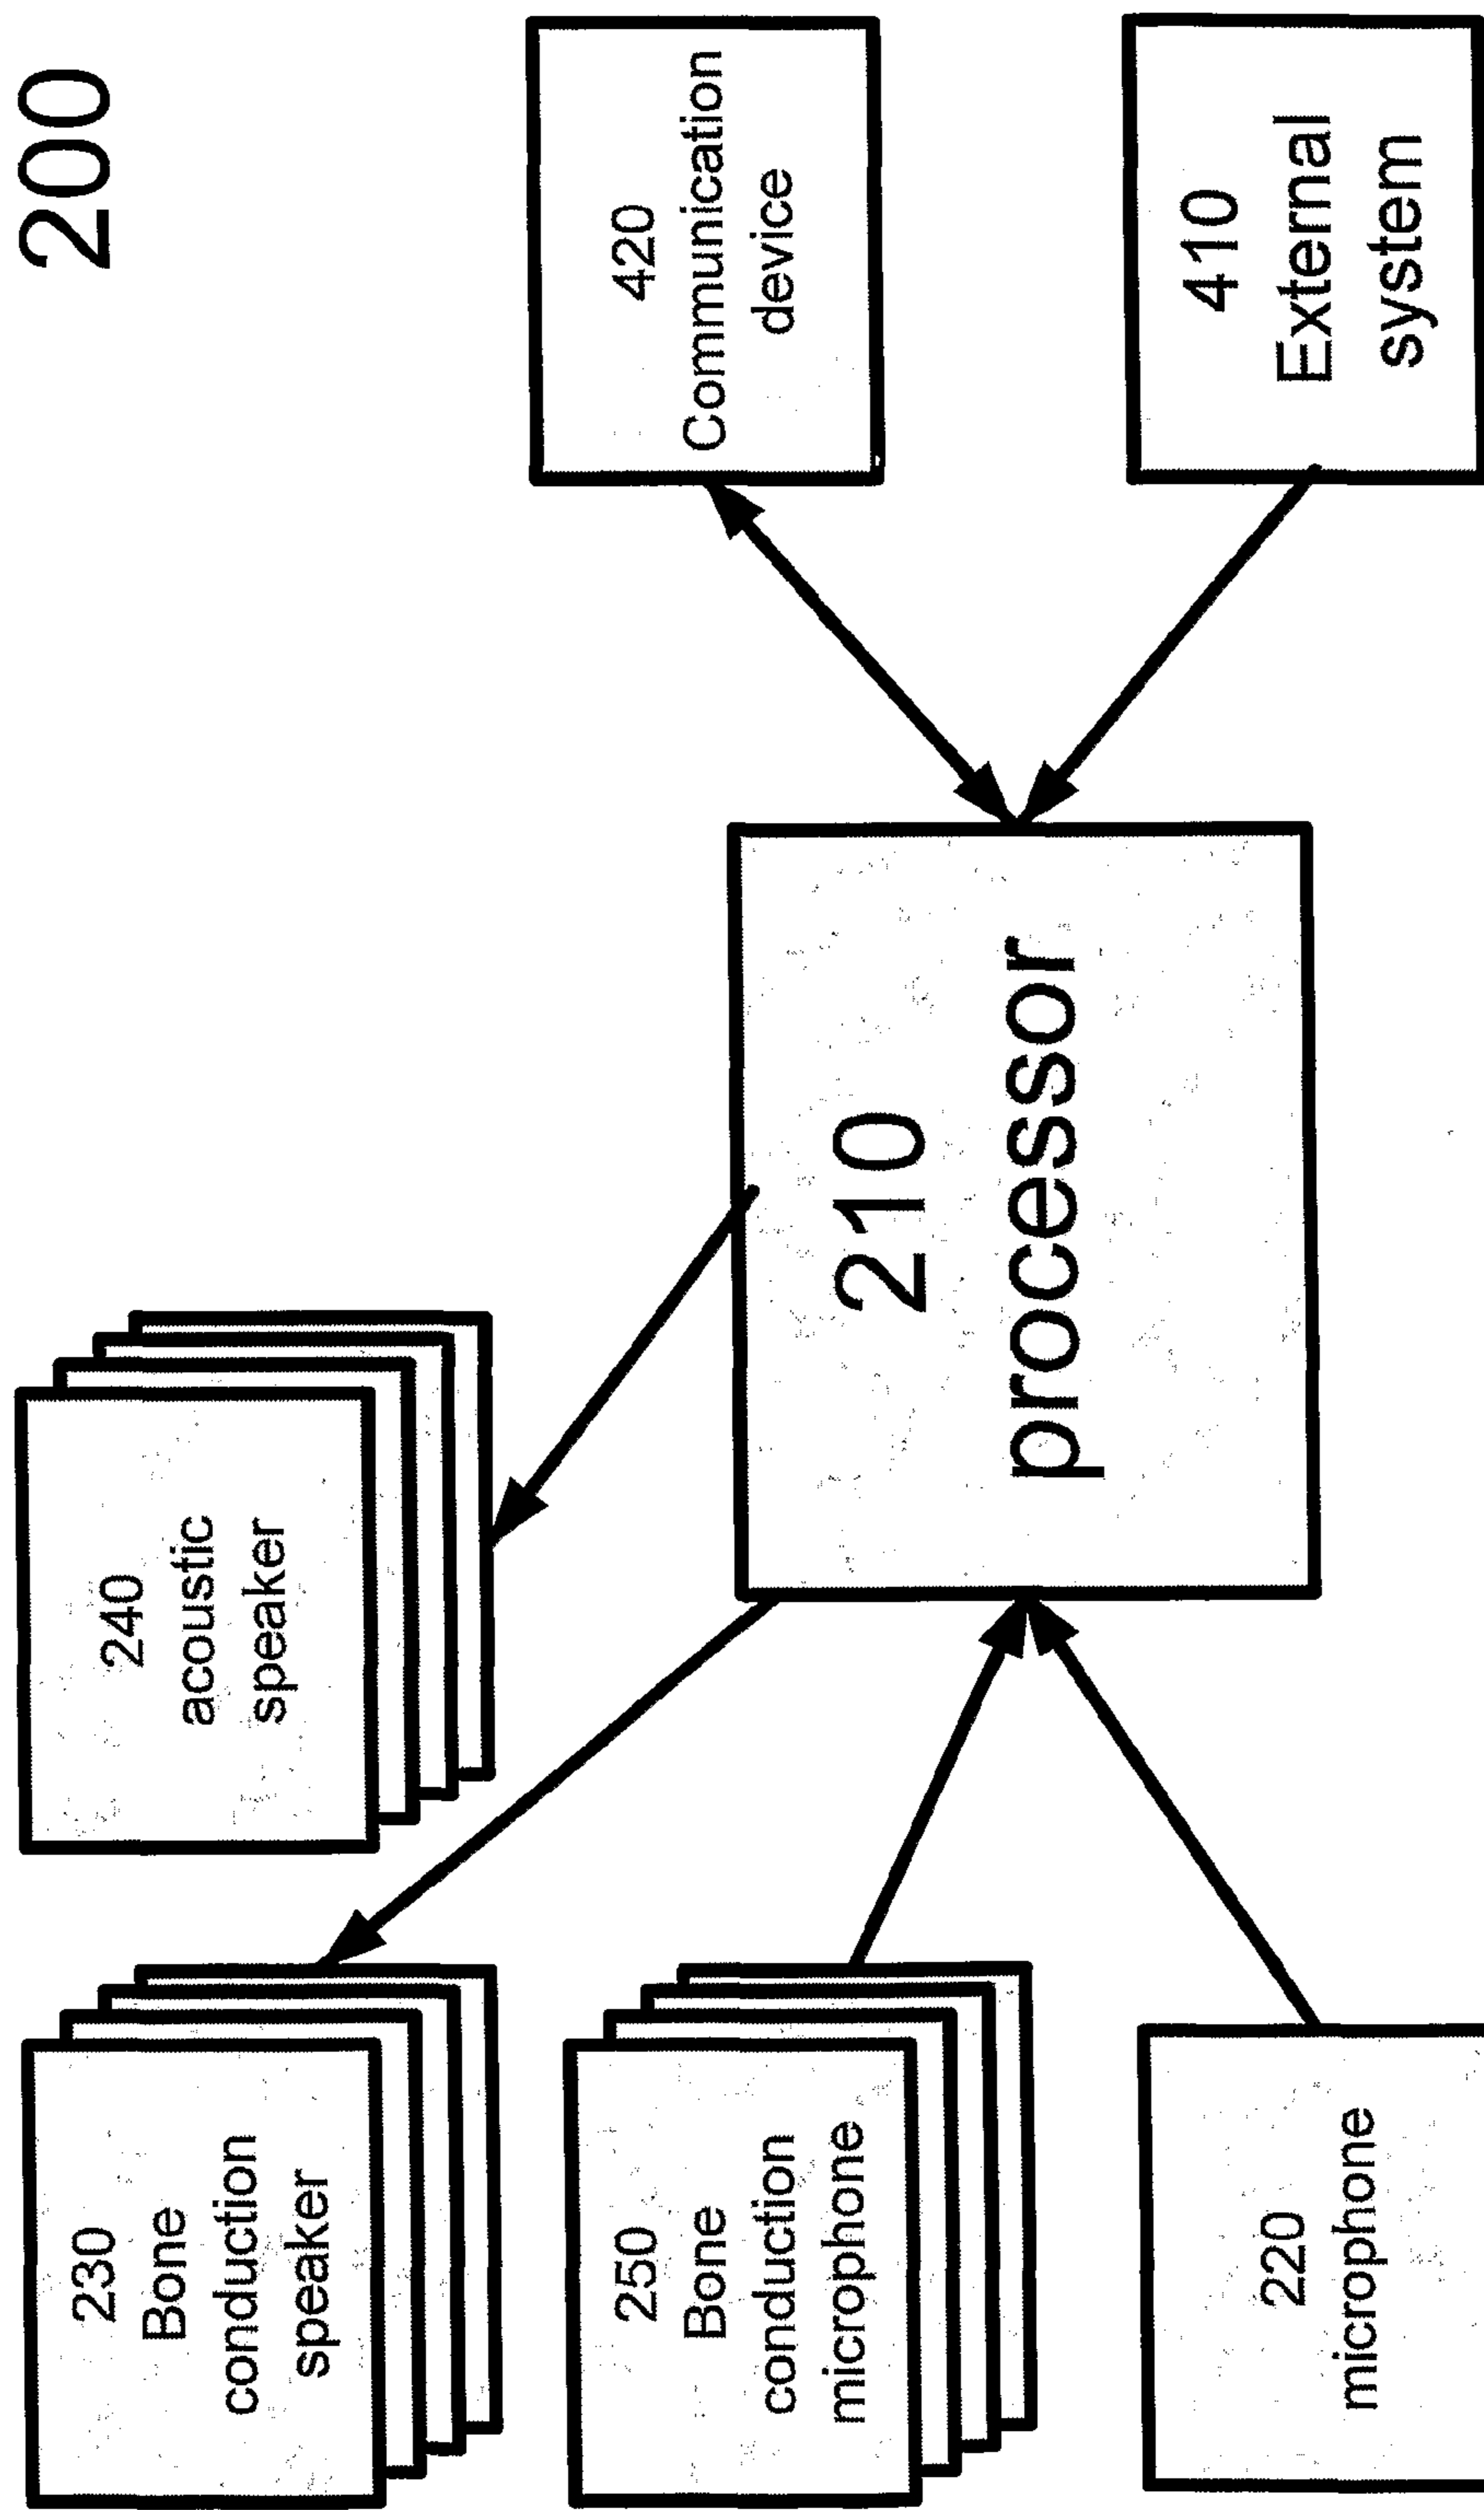 200
230
Bone
conduction
speaker
240
acoustic
speaker
420
Communication
device
250
Bone
conduction
microphone
210
processor
220
microphone
410
External
system